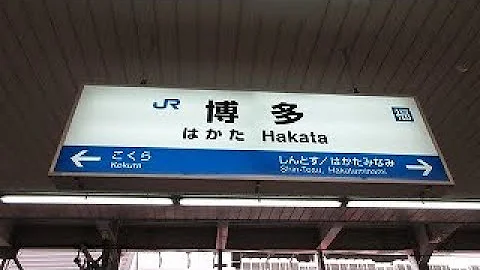 JR 博多 福
はかた Hakata
← こくら
Kokura
しんとす/はかたみなみ →
Shin-Tosu, Hakataminami